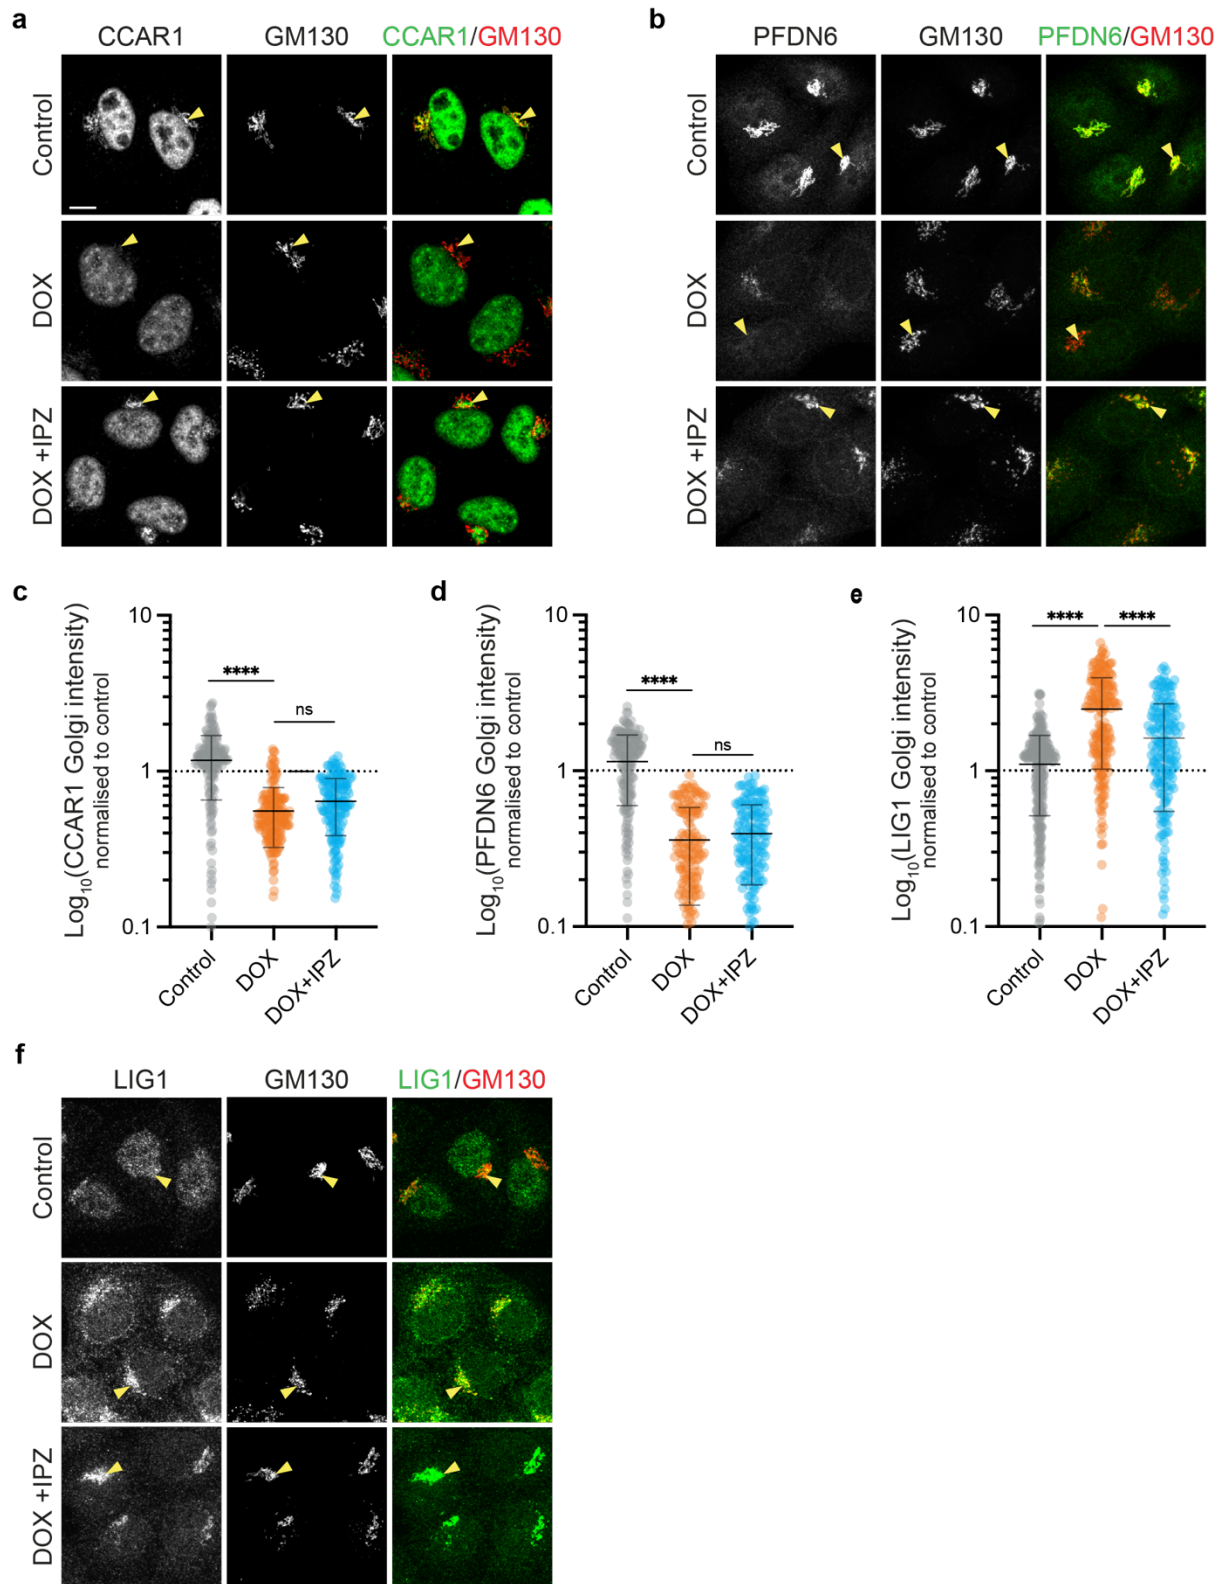 a
CCAR1 GM130 CCAR1/GM130
Control
DOX
DOX +IPZ
b
PFDN6 GM130 PFDN6/GM130
Control
DOX
DOX +IPZ
c
Log10(CCAR1 Golgi intensity)
normalised to control
10
1
0.1
****
ns
Control
DOX
DOX+IPZ
d
Log10(PFDN6 Golgi intensity)
normalised to control
10
1
0.1
****
ns
Control
DOX
DOX+IPZ
e
Log10(LIG1 Golgi intensity)
normalised to control
10
1
0.1
**** ****
Control
DOX
DOX+IPZ
f
LIG1 GM130 LIG1/GM130
Control
DOX
DOX +IPZ